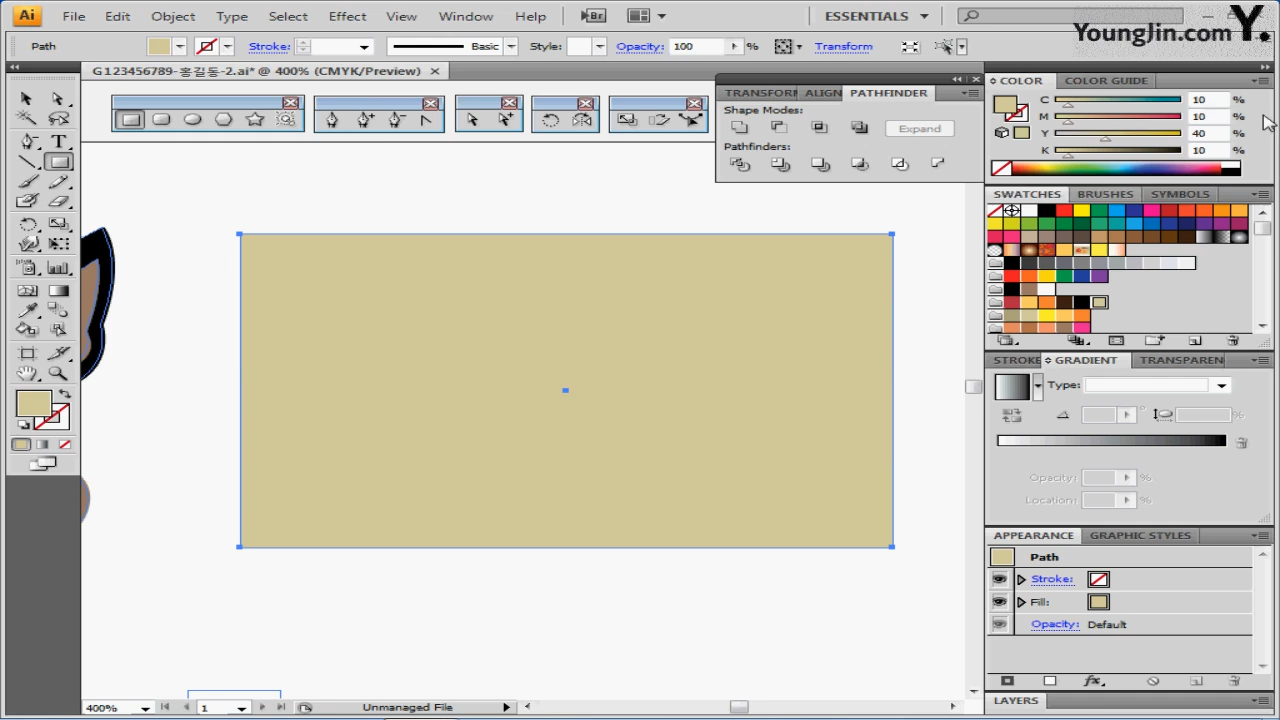 Ai File Edit Object Type Select Effect View Window Help Br ESSENTIALS
YoungJin.com Y.
Path Stroke: Basic Style: Opacity: 100 % Transform
G123456789-홍길동-2.ai* @ 400% (CMYK/Preview)
TRANSFORM ALIGN PATHFINDER
Shape Modes:
Expand
Pathfinders:
COLOR COLOR GUIDE
C 10 %
M 10 %
Y 40 %
K 10 %
SWATCHES BRUSHES SYMBOLS
STROKE GRADIENT TRANSPAREN
Type:
%
Opacity: %
Location: %
APPEARANCE GRAPHIC STYLES
Path
Stroke:
Fill:
Opacity: Default
fx
LAYERS
400% 1 Unmanaged File